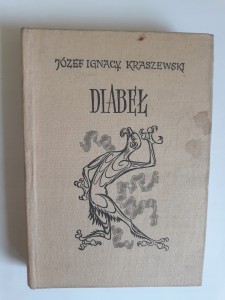 JÓZEF IGNACY KRASZEWSKI
DIABEŁ